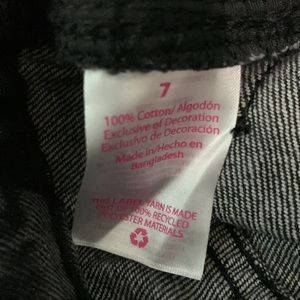 7
100% Cotton/Algodón
Exclusive of Decoration
Exclusivo de Decoración
Made in/Hecho en
Bangladesh
THIS LABEL YARN IS MADE
OUT OF 100% RECYCLED
POLYESTER MATERIALS